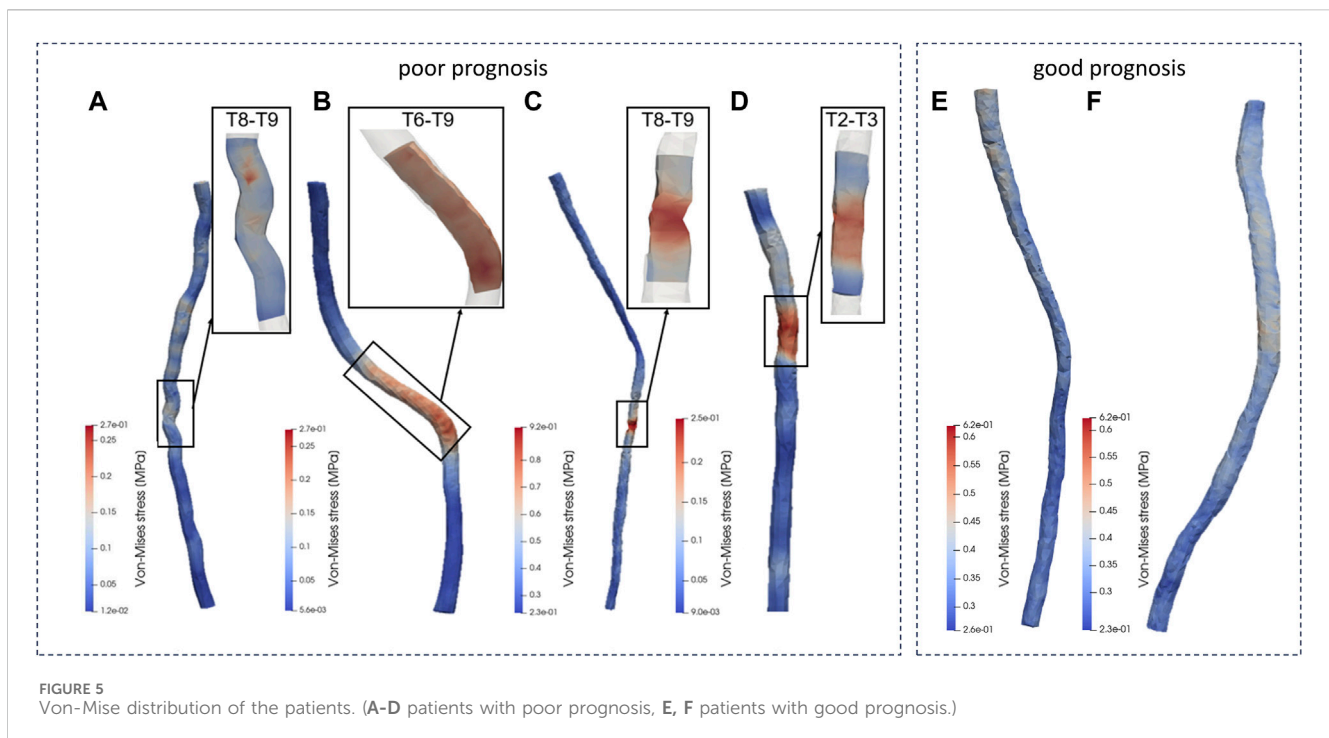 poor prognosis
good prognosis
A
B
C
D
E
F
T8-T9
T6-T9
T8-T9
T2-T3
2.7e-01
0.25
0.2
0.15
0.1
0.05
1.2e-02
Von-Mises stress (MPa)
2.7e-01
0.25
0.2
0.15
0.1
0.05
5.6e-03
Von-Mises stress (MPa)
9.2e-01
0.8
0.7
0.6
0.5
0.4
0.3
2.3e-01
Von-Mises stress (MPa)
2.5e-01
0.2
0.15
0.1
0.05
9.0e-03
Von-Mises stress (MPa)
6.2e-01
0.6
0.55
0.5
0.45
0.4
0.35
0.3
2.6e-01
Von-Mises stress (MPa)
6.2e-01
0.6
0.55
0.5
0.45
0.4
0.35
0.3
2.3e-01
Von-Mises stress (MPa)
FIGURE 5
Von-Mise distribution of the patients. (A-D patients with poor prognosis, E, F patients with good prognosis.)